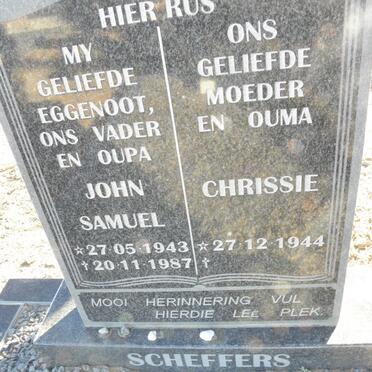 HIER RUS
MY
GELIEFDE
EGGENOOT,
ONS VADER
EN OUPA
JOHN
SAMUEL
☆27·05·1943
†20·11·1987
ONS
GELIEFDE
MOEDER
EN OUMA
CHRISSIE
☆27·12·1944
†
MOOI HERINNERING VUL
HIERDIE LEË PLEK.
SCHEFFERS